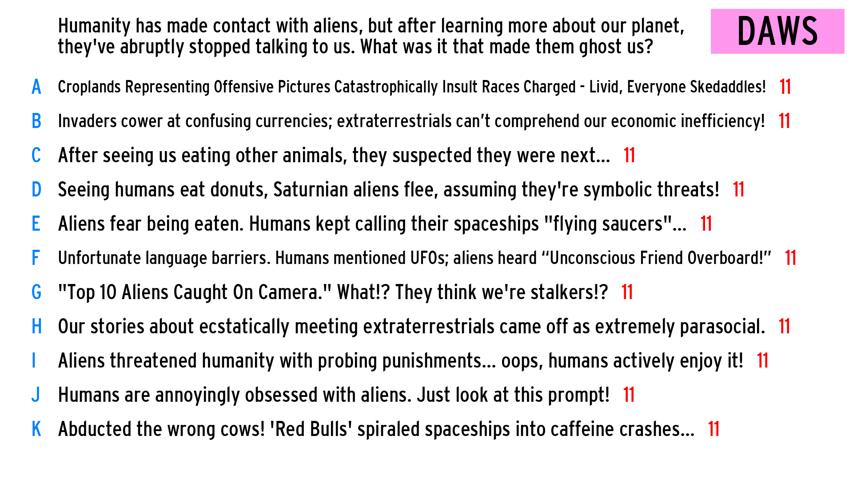 Humanity has made contact with aliens, but after learning more about our planet,
they've abruptly stopped talking to us. What was it that made them ghost us?
DAWS
A Croplands Representing Offensive Pictures Catastrophically Insult Races Charged - Livid, Everyone Skedaddles! 11
B Invaders cower at confusing currencies; extraterrestrials can’t comprehend our economic inefficiency! 11
C After seeing us eating other animals, they suspected they were next... 11
D Seeing humans eat donuts, Saturnian aliens flee, assuming they're symbolic threats! 11
E Aliens fear being eaten. Humans kept calling their spaceships "flying saucers"... 11
F Unfortunate language barriers. Humans mentioned UFOs; aliens heard “Unconscious Friend Overboard!” 11
G "Top 10 Aliens Caught On Camera." What!? They think we're stalkers!? 11
H Our stories about ecstatically meeting extraterrestrials came off as extremely parasocial. 11
I Aliens threatened humanity with probing punishments... oops, humans actively enjoy it! 11
J Humans are annoyingly obsessed with aliens. Just look at this prompt! 11
K Abducted the wrong cows! 'Red Bulls' spiraled spaceships into caffeine crashes... 11